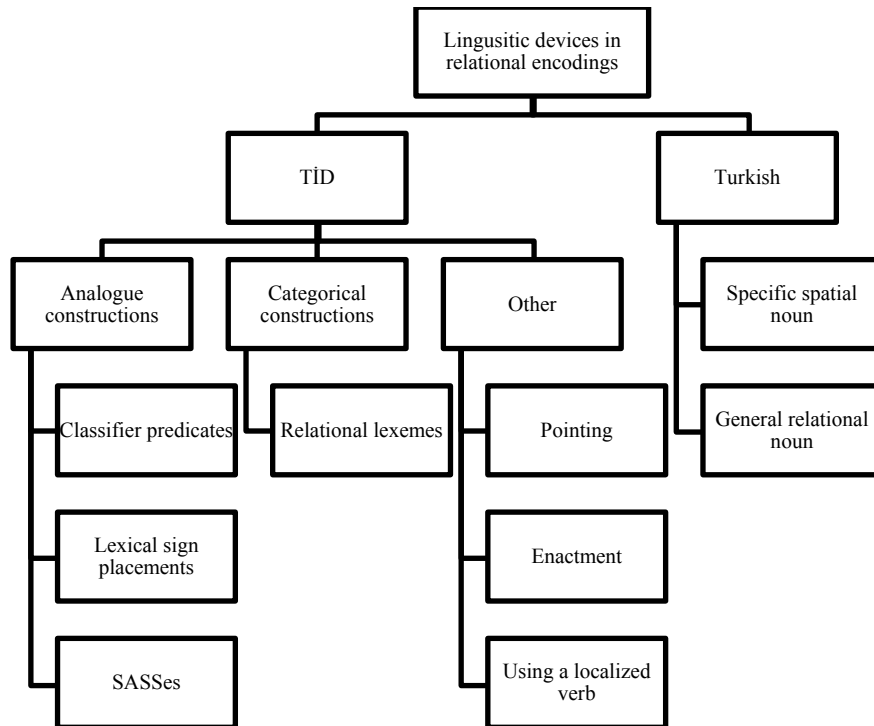 Lingusitic devices in
relational encodings
TİD
Turkish
Analogue
constructions
Categorical
constructions
Other
Specific spatial
noun
Classifier predicates
Relational lexemes
Pointing
General relational
noun
Lexical sign
placements
Enactment
SASSes
Using a localized
verb